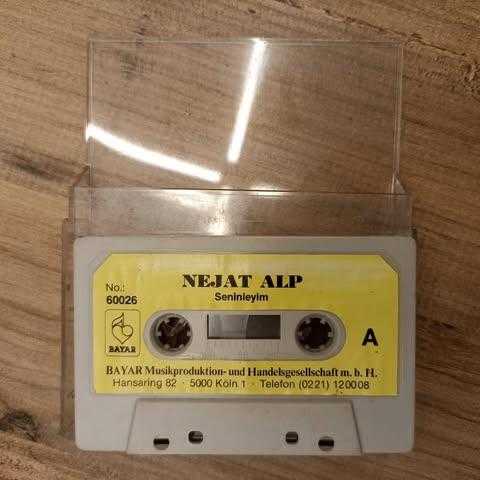 NEJAT ALP
Seninleyim
No.:
60026
BAYAR
A
BAYAR Musikproduktion- und Handelsgesellschaft m. b. H.
Hansaring 82 · 5000 Köln 1 · Telefon (0221) 120008